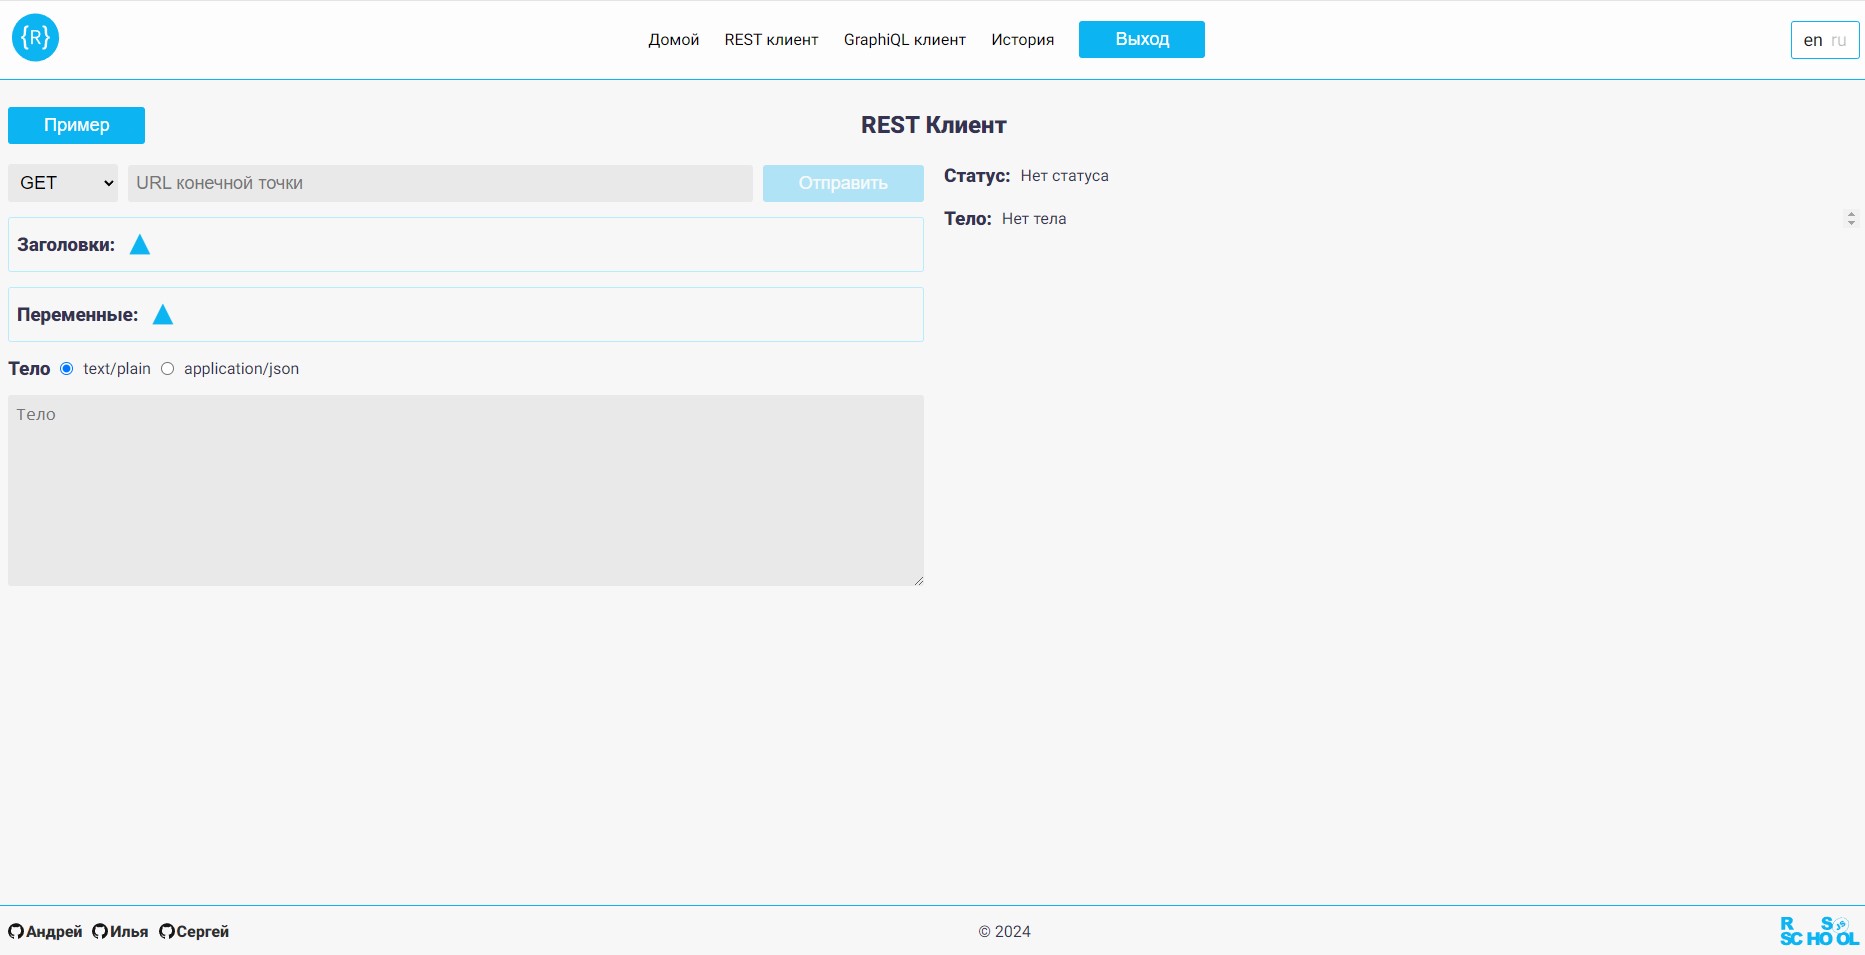 {R}
Домой REST клиент GraphiQL клиент История Выход
en ru
Пример
REST Клиент
GET URL конечной точки Отправить
Статус: Нет статуса
Тело: Нет тела
Заголовки:
Переменные:
Тело text/plain application/json
Тело
Андрей Илья Сергей
© 2024
RS
SCHOOL